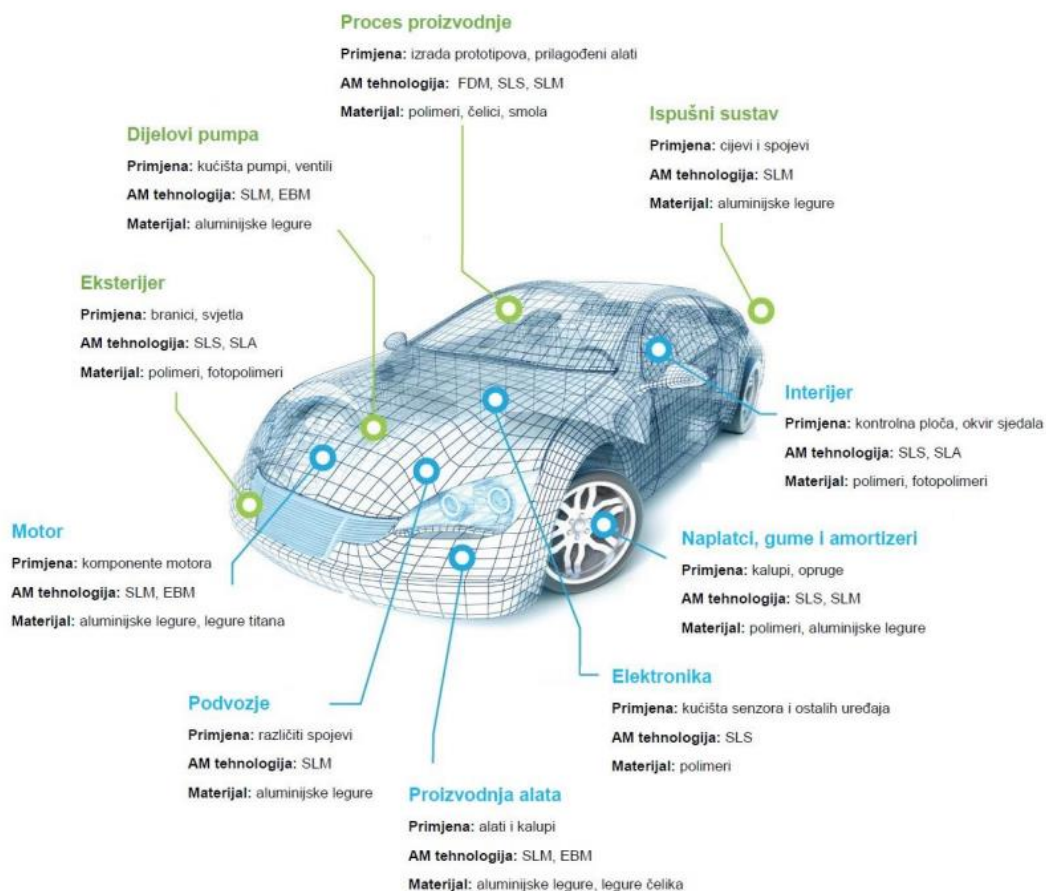 Proces proizvodnje
Primjena: izrada prototipova, prilagođeni alati
AM tehnologija: FDM, SLS, SLM
Materijal: polimeri, čelici, smola
Ispušni sustav
Primjena: cijevi i spojevi
AM tehnologija: SLM
Materijal: aluminijske legure
Dijelovi pumpa
Primjena: kućišta pumpi, ventili
AM tehnologija: SLM, EBM
Materijal: aluminijske legure
Eksterijer
Primjena: branici, svjetla
AM tehnologija: SLS, SLA
Materijal: polimeri, fotopolimeri
Interijer
Primjena: kontrolna ploča, okvir sjedala
AM tehnologija: SLS, SLA
Materijal: polimeri, fotopolimeri
Motor
Primjena: komponente motora
AM tehnologija: SLM, EBM
Materijal: aluminijske legure, legure titana
Naplatci, gume i amortizeri
Primjena: kalupi, opruge
AM tehnologija: SLS, SLM
Materijal: polimeri, aluminijske legure
Elektronika
Primjena: kućišta senzora i ostalih uređaja
AM tehnologija: SLS
Materijal: polimeri
Podvozje
Primjena: različiti spojevi
AM tehnologija: SLM
Materijal: aluminijske legure
Proizvodnja alata
Primjena: alati i kalupi
AM tehnologija: SLM, EBM
Materijal: aluminijske legure, legure čelika